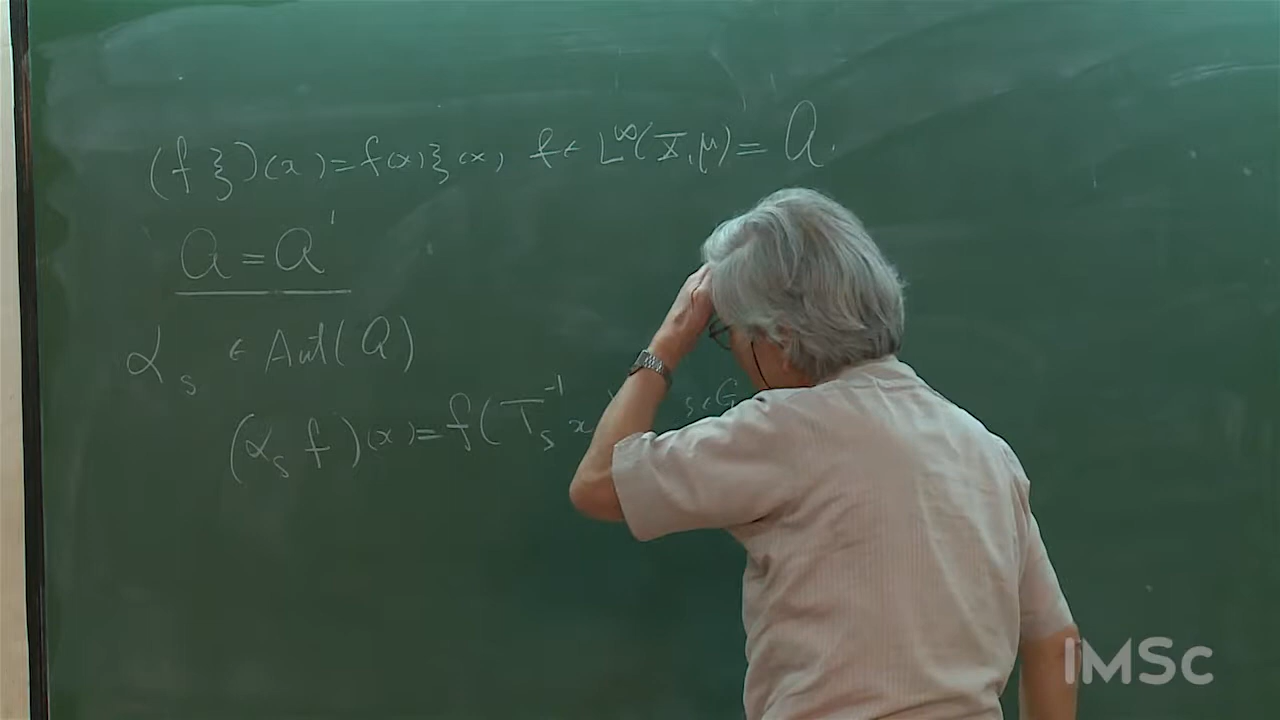 (f ξ)(x) = f(x) ξ(x), f ∈ L^∞(X, μ) = A.
A = A'
α_s ∈ Aut(A)
(α_s f)(x) = f(T_s^{-1} x) s ∈ G
IMSc